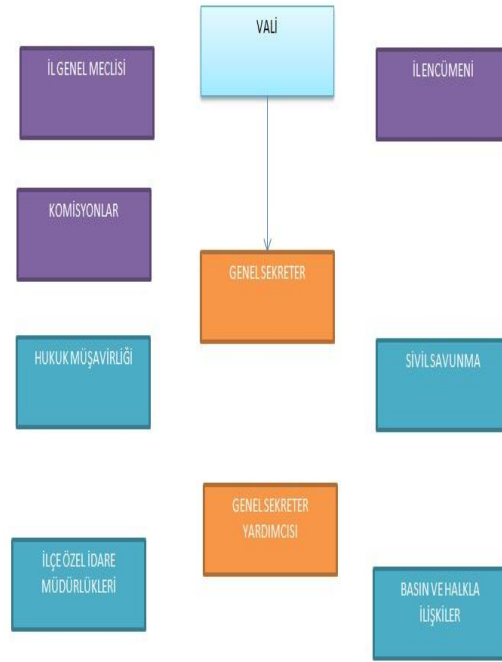 VALİ
İL GENEL MECLİSİ
İL ENCÜMENİ
KOMİSYONLAR
GENEL SEKRETER
HUKUK MÜŞAVİRLİĞİ
SİVİL SAVUNMA
GENEL SEKRETER
YARDIMCISI
İLÇE ÖZEL İDARE
MÜDÜRLÜKLERİ
BASIN VE HALKLA
İLİŞKİLER